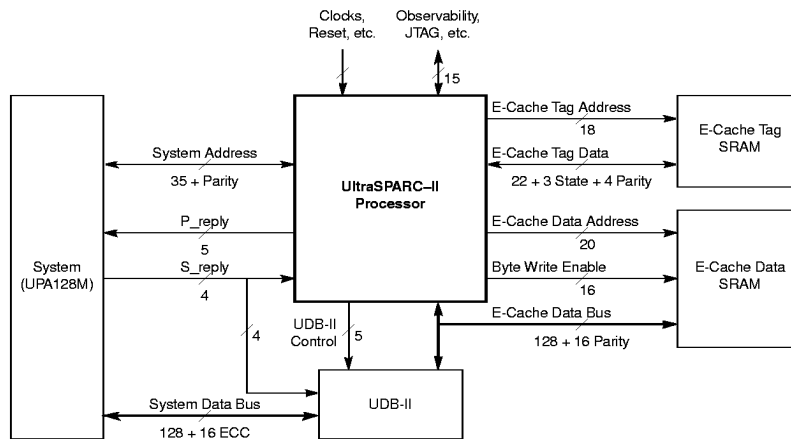 Clocks,
Reset, etc.
Observability,
JTAG, etc.
15
E-Cache Tag Address
18
E-Cache Tag
SRAM
System Address
35 + Parity
E-Cache Tag Data
22 + 3 State + 4 Parity
UltraSPARC–II
Processor
P_reply
5
E-Cache Data Address
20
System
(UPA128M)
S_reply
4
Byte Write Enable
16
E-Cache Data
SRAM
4
UDB-II
Control
5
E-Cache Data Bus
128 + 16 Parity
System Data Bus
128 + 16 ECC
UDB-II